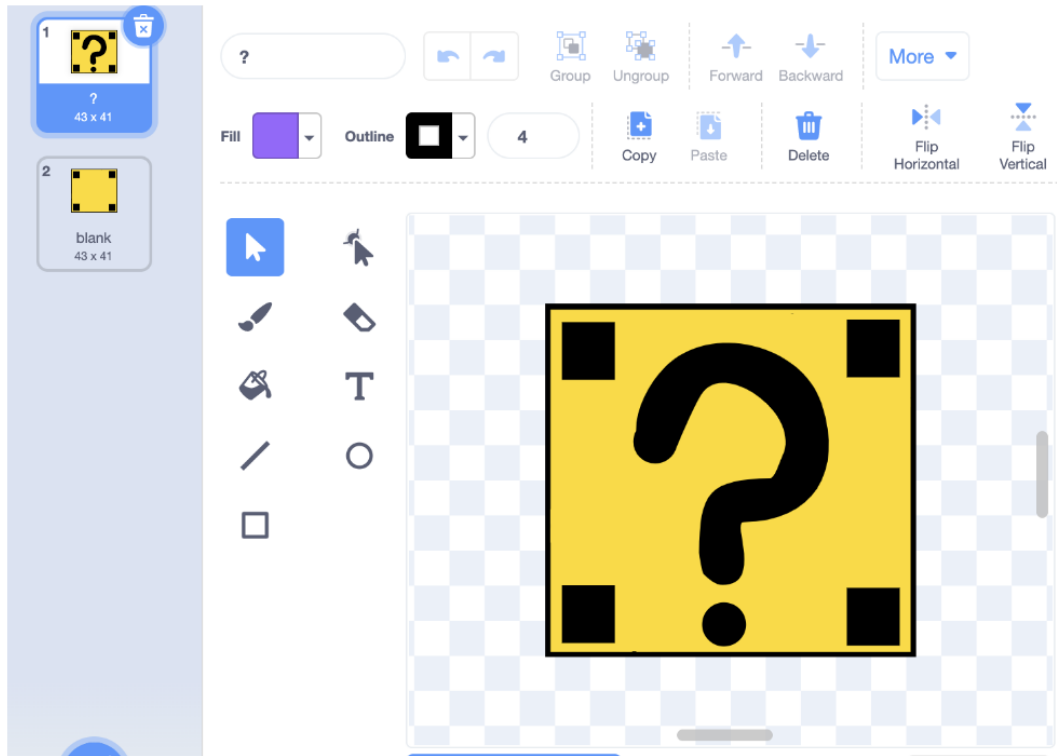 1
?
43 x 41
2
blank
43 x 41
?
Group
Ungroup
Forward
Backward
More
Fill
Outline
4
Copy
Paste
Delete
Flip
Horizontal
Flip
Vertical
T
?